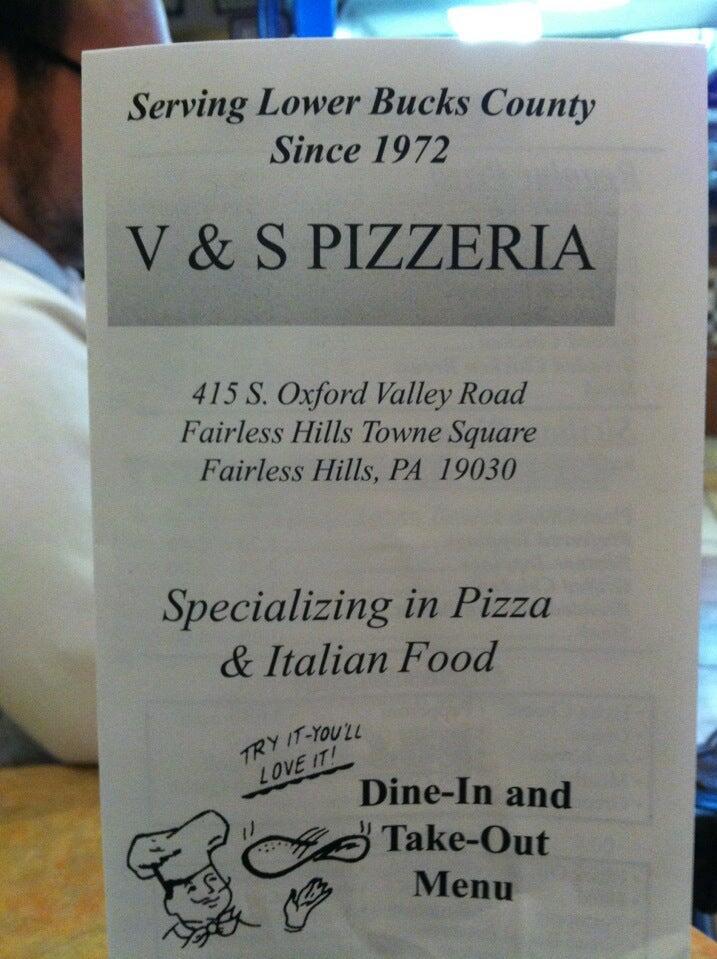 Serving Lower Bucks County
Since 1972
V & S PIZZERIA
415 S. Oxford Valley Road
Fairless Hills Towne Square
Fairless Hills, PA 19030
Specializing in Pizza
& Italian Food
TRY IT-YOU'LL
LOVE IT!
Dine-In and
Take-Out
Menu